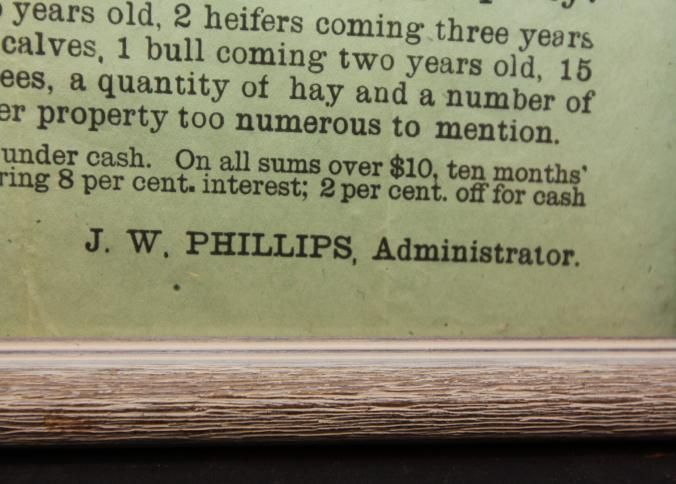 years old, 2 heifers coming three years
calves, 1 bull coming two years old, 15
ees, a quantity of hay and a number of
er property too numerous to mention.
under cash. On all sums over $10, ten months'
ring 8 per cent. interest; 2 per cent. off for cash
J. W. PHILLIPS, Administrator.